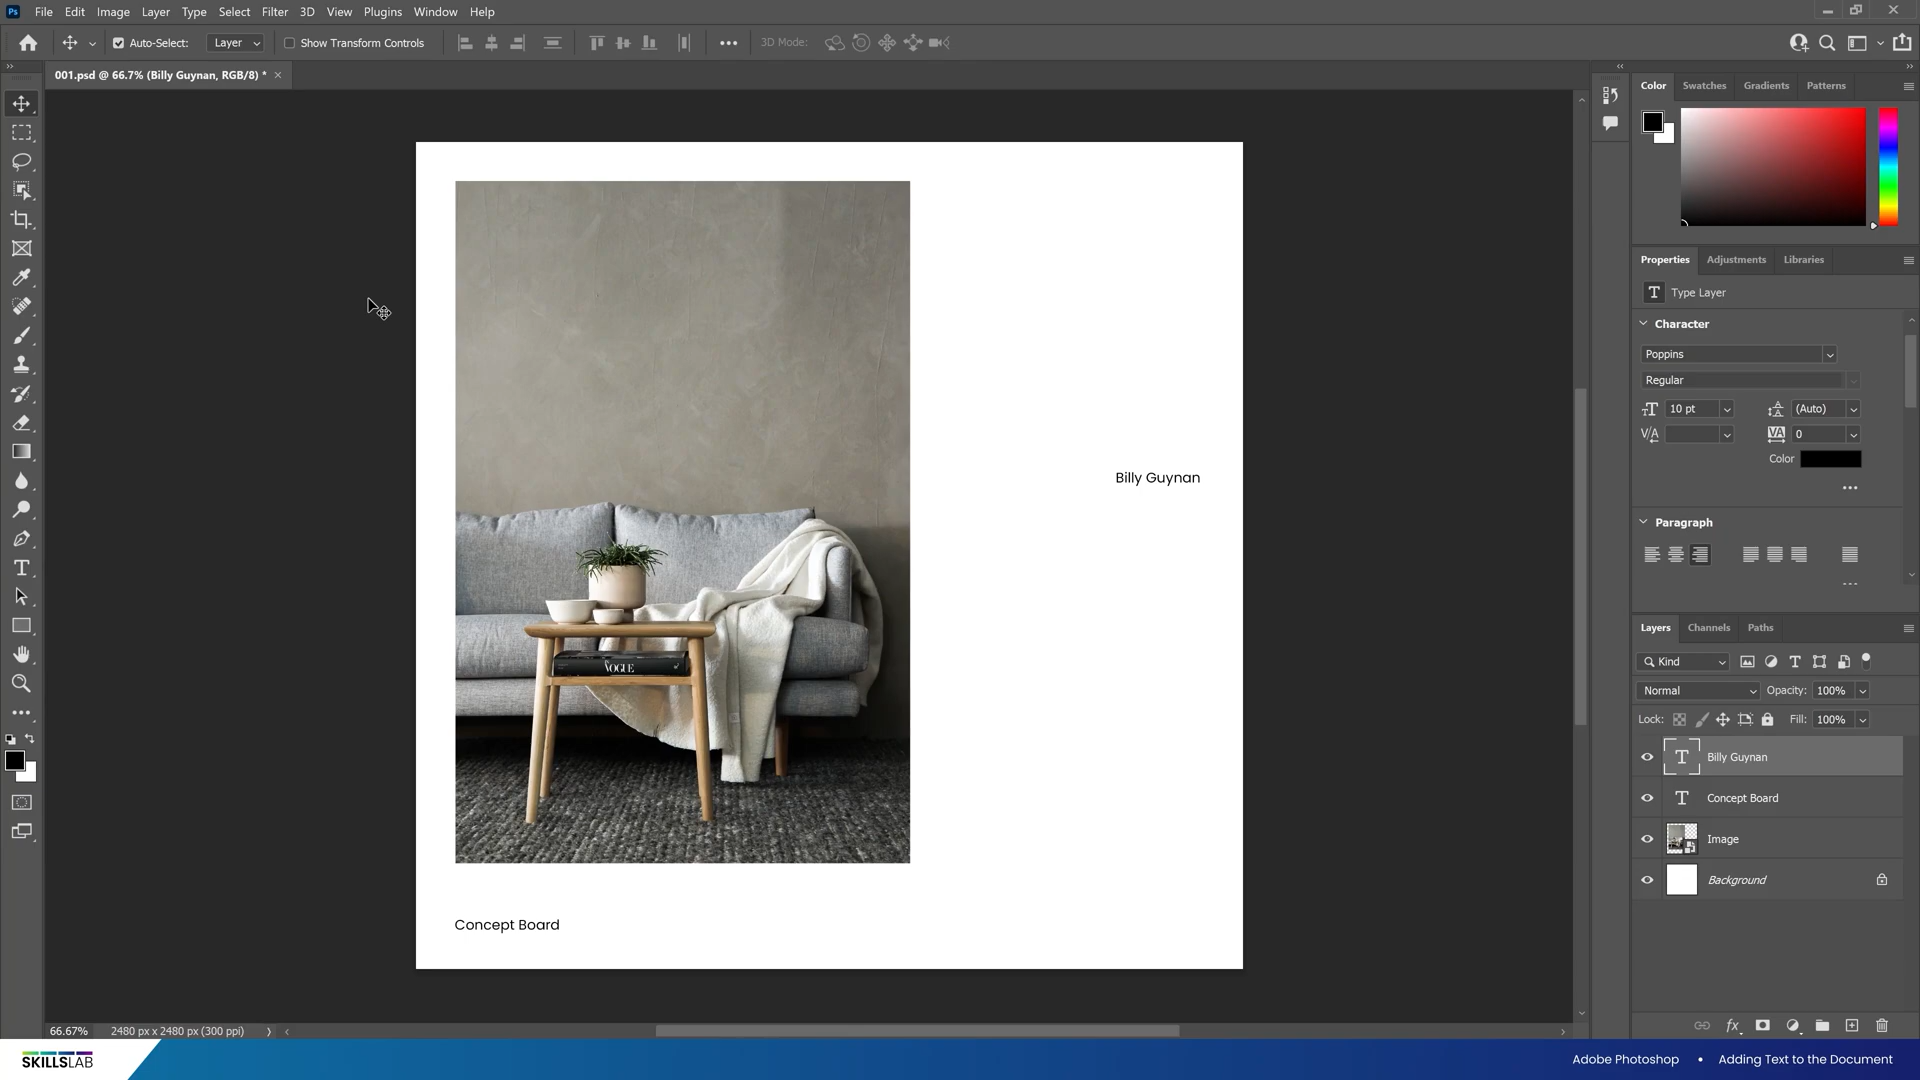 Ps File Edit Image Layer Type Select Filter 3D View Plugins Window Help
Auto-Select: Layer Show Transform Controls 3D Mode:
001.psd @ 66.7% (Billy Guynan, RGB/8) *
Color Swatches Gradients Patterns
Properties Adjustments Libraries
T Type Layer
Character
Poppins
Regular
10 pt (Auto)
V/A VA 0
Color
Billy Guynan
Paragraph
VOGUE
Layers Channels Paths
Kind
Normal Opacity: 100%
Lock: Fill: 100%
T Billy Guynan
T Concept Board
Image
Background
Concept Board
66.67% 2480 px x 2480 px (300 ppi)
fx
SKILLSLAB
Adobe Photoshop • Adding Text to the Document